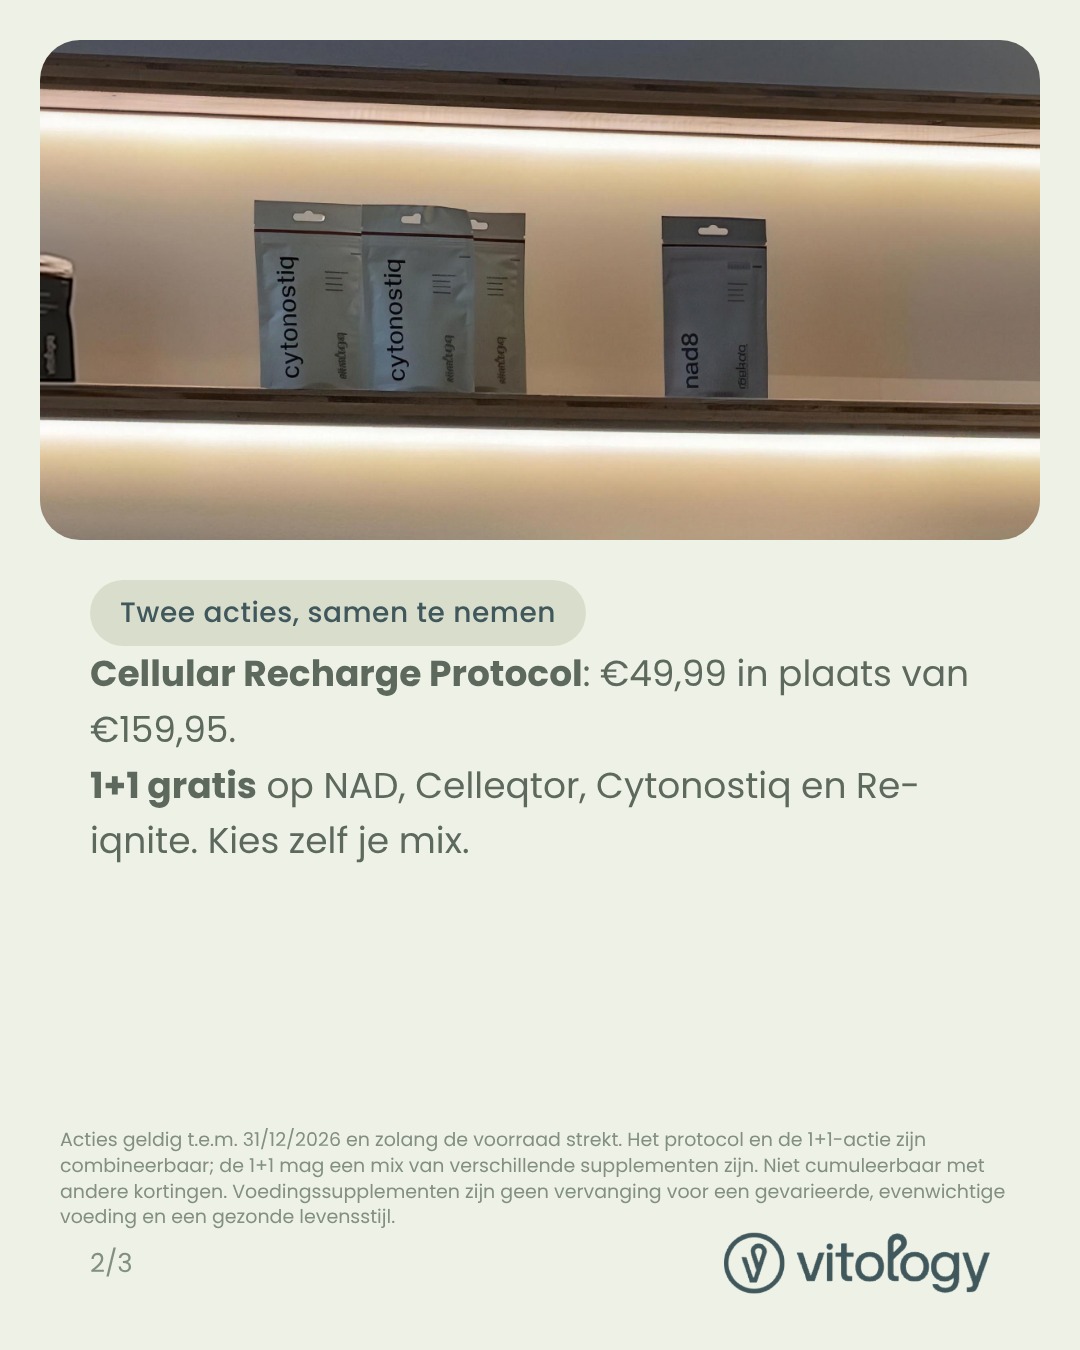 cytonostiq
cytonostiq
nad8
Twee acties, samen te nemen
Cellular Recharge Protocol: €49,99 in plaats van
€159,95.
1+1 gratis op NAD, Celleqtor, Cytonostiq en Re-
iqnite. Kies zelf je mix.
Acties geldig t.e.m. 31/12/2026 en zolang de voorraad strekt. Het protocol en de 1+1-actie zijn
combineerbaar; de 1+1 mag een mix van verschillende supplementen zijn. Niet cumuleerbaar met
andere kortingen. Voedingssupplementen zijn geen vervanging voor een gevarieerde, evenwichtige
voeding en een gezonde levensstijl.
2/3
vitology